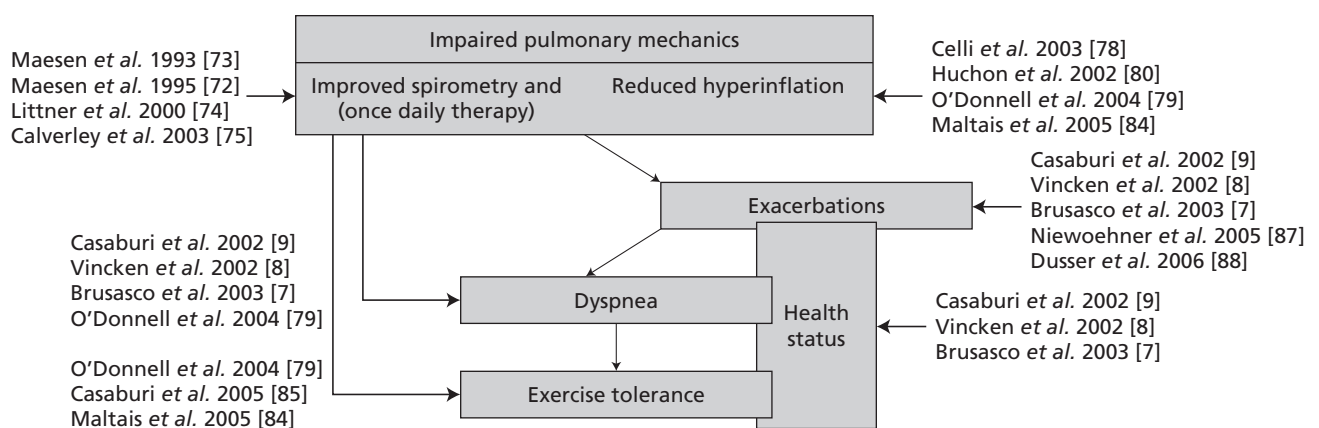 Impaired pulmonary mechanics
Improved spirometry and
(once daily therapy)
Reduced hyperinflation
Maesen et al. 1993 [73]
Maesen et al. 1995 [72]
Littner et al. 2000 [74]
Calverley et al. 2003 [75]
Celli et al. 2003 [78]
Huchon et al. 2002 [80]
O'Donnell et al. 2004 [79]
Maltais et al. 2005 [84]
Exacerbations
Casaburi et al. 2002 [9]
Vincken et al. 2002 [8]
Brusasco et al. 2003 [7]
Niewoehner et al. 2005 [87]
Dusser et al. 2006 [88]
Casaburi et al. 2002 [9]
Vincken et al. 2002 [8]
Brusasco et al. 2003 [7]
O'Donnell et al. 2004 [79]
Dyspnea
Health
status
Casaburi et al. 2002 [9]
Vincken et al. 2002 [8]
Brusasco et al. 2003 [7]
O'Donnell et al. 2004 [79]
Casaburi et al. 2005 [85]
Maltais et al. 2005 [84]
Exercise tolerance